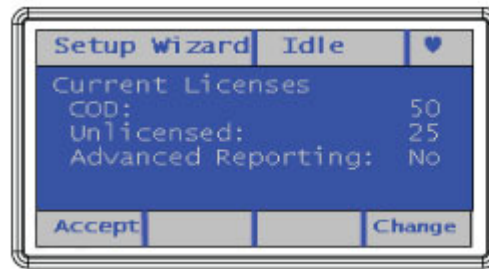 Setup Wizard Idle ♥
Current Licenses
COD: 50
Unlicensed: 25
Advanced Reporting: No
Accept Change